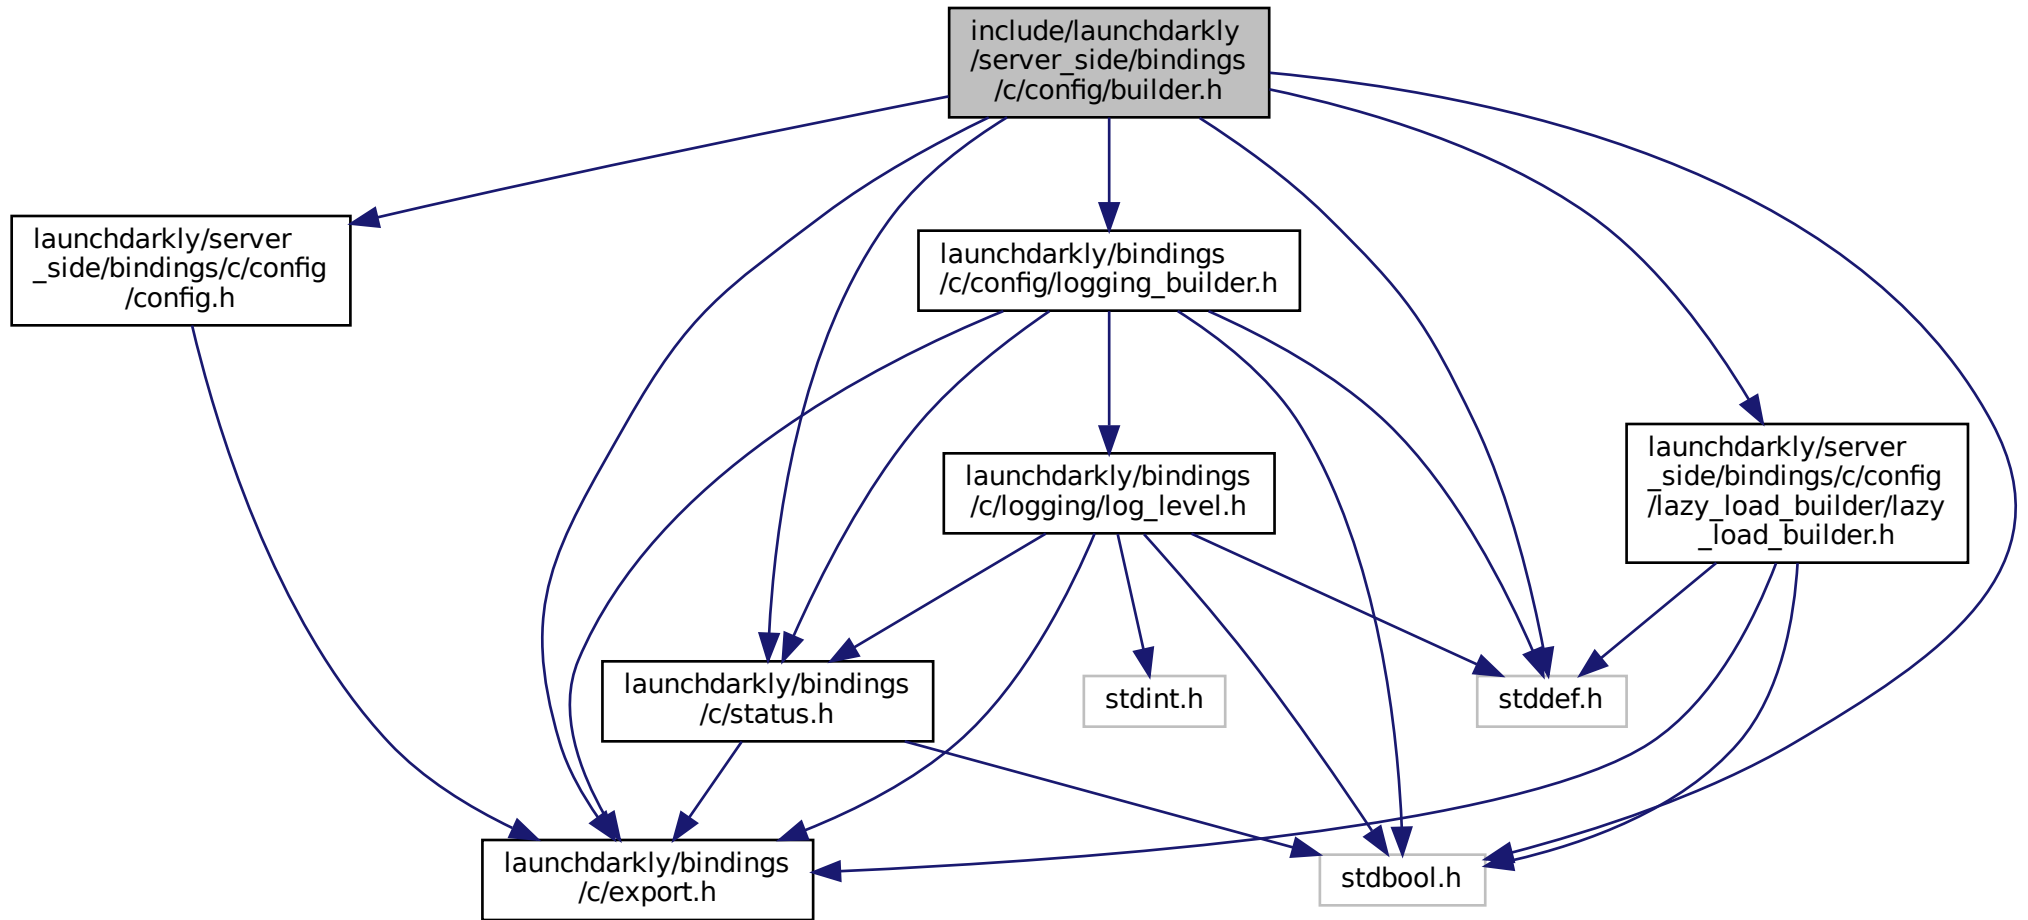 include/launchdarkly
/server_side/bindings
/c/config/builder.h
launchdarkly/server
_side/bindings/c/config
/config.h
launchdarkly/bindings
/c/config/logging_builder.h
launchdarkly/bindings
/c/logging/log_level.h
launchdarkly/server
_side/bindings/c/config
/lazy_load_builder/lazy
_load_builder.h
launchdarkly/bindings
/c/status.h
stdint.h
stddef.h
launchdarkly/bindings
/c/export.h
stdbool.h